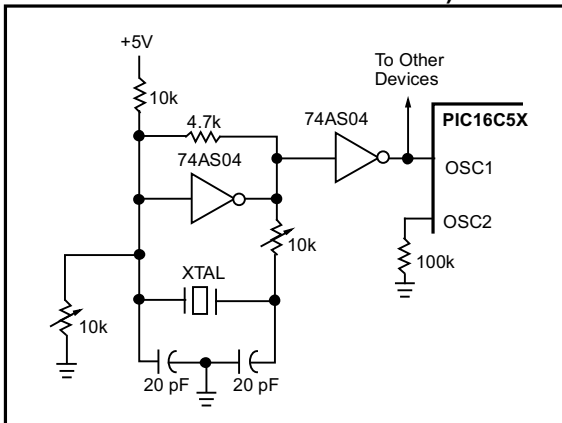 +5V
10k
4.7k
74AS04
74AS04
To Other
Devices
PIC16C5X
OSC1
OSC2
10k
100k
XTAL
10k
20 pF
20 pF